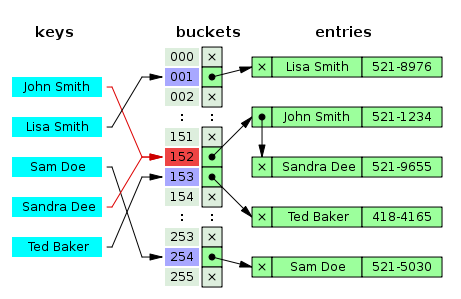 keys
buckets
entries
John Smith
Lisa Smith
Sam Doe
Sandra Dee
Ted Baker
000 ×
001
002 ×
: :
151 ×
152
153
154 ×
: :
253 ×
254
255 ×
× Lisa Smith 521-8976
John Smith 521-1234
× Sandra Dee 521-9655
× Ted Baker 418-4165
× Sam Doe 521-5030